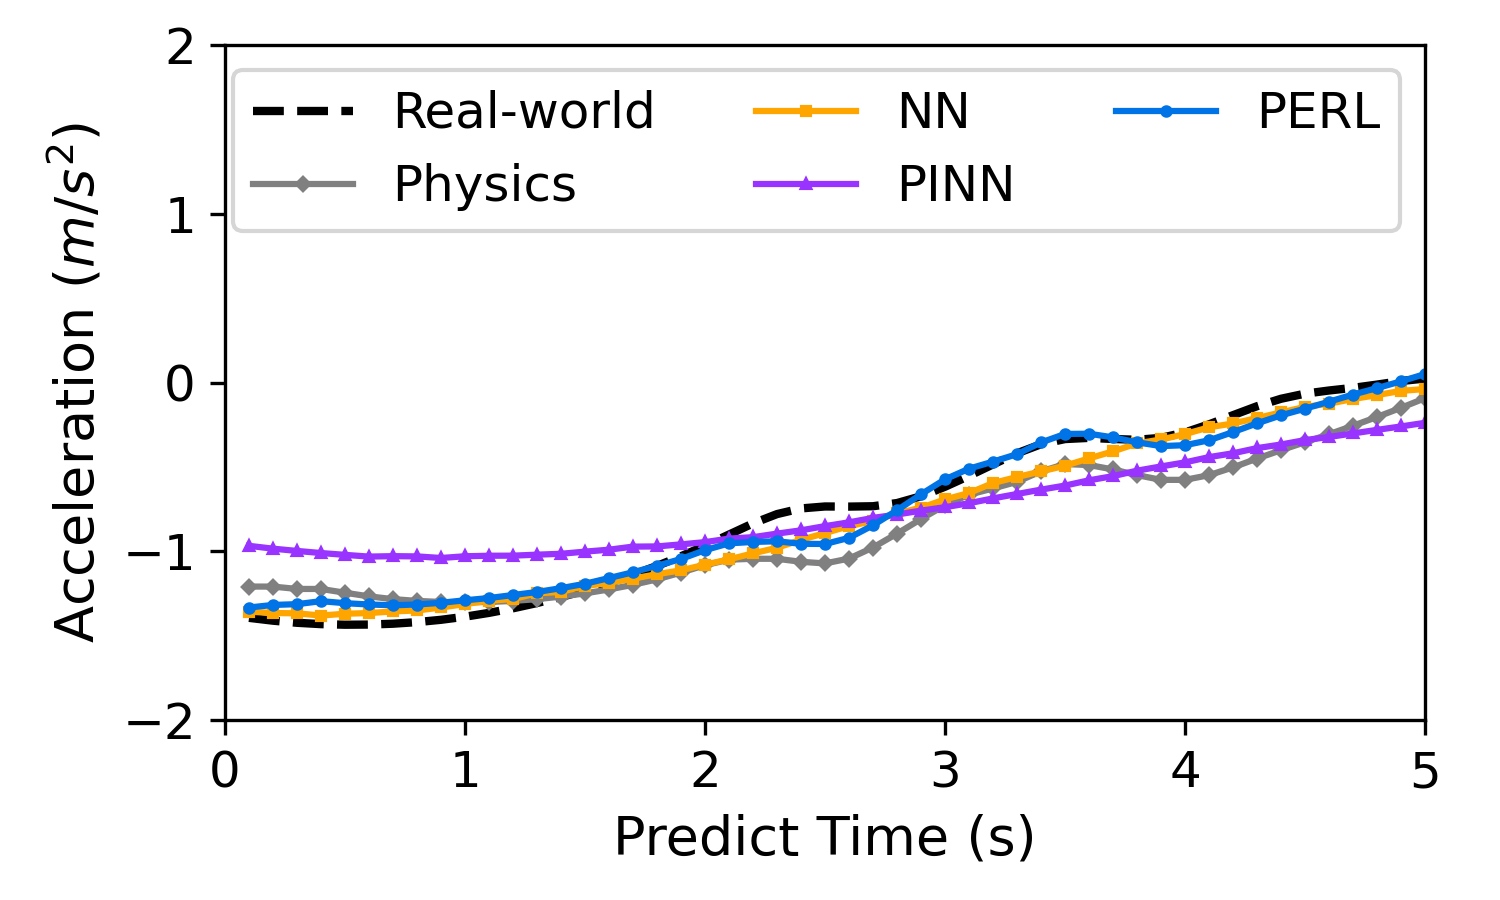 2
1
0
−1
−2
Acceleration (m/s²)
Real-world
Physics
NN
PINN
PERL
0 1 2 3 4 5
Predict Time (s)